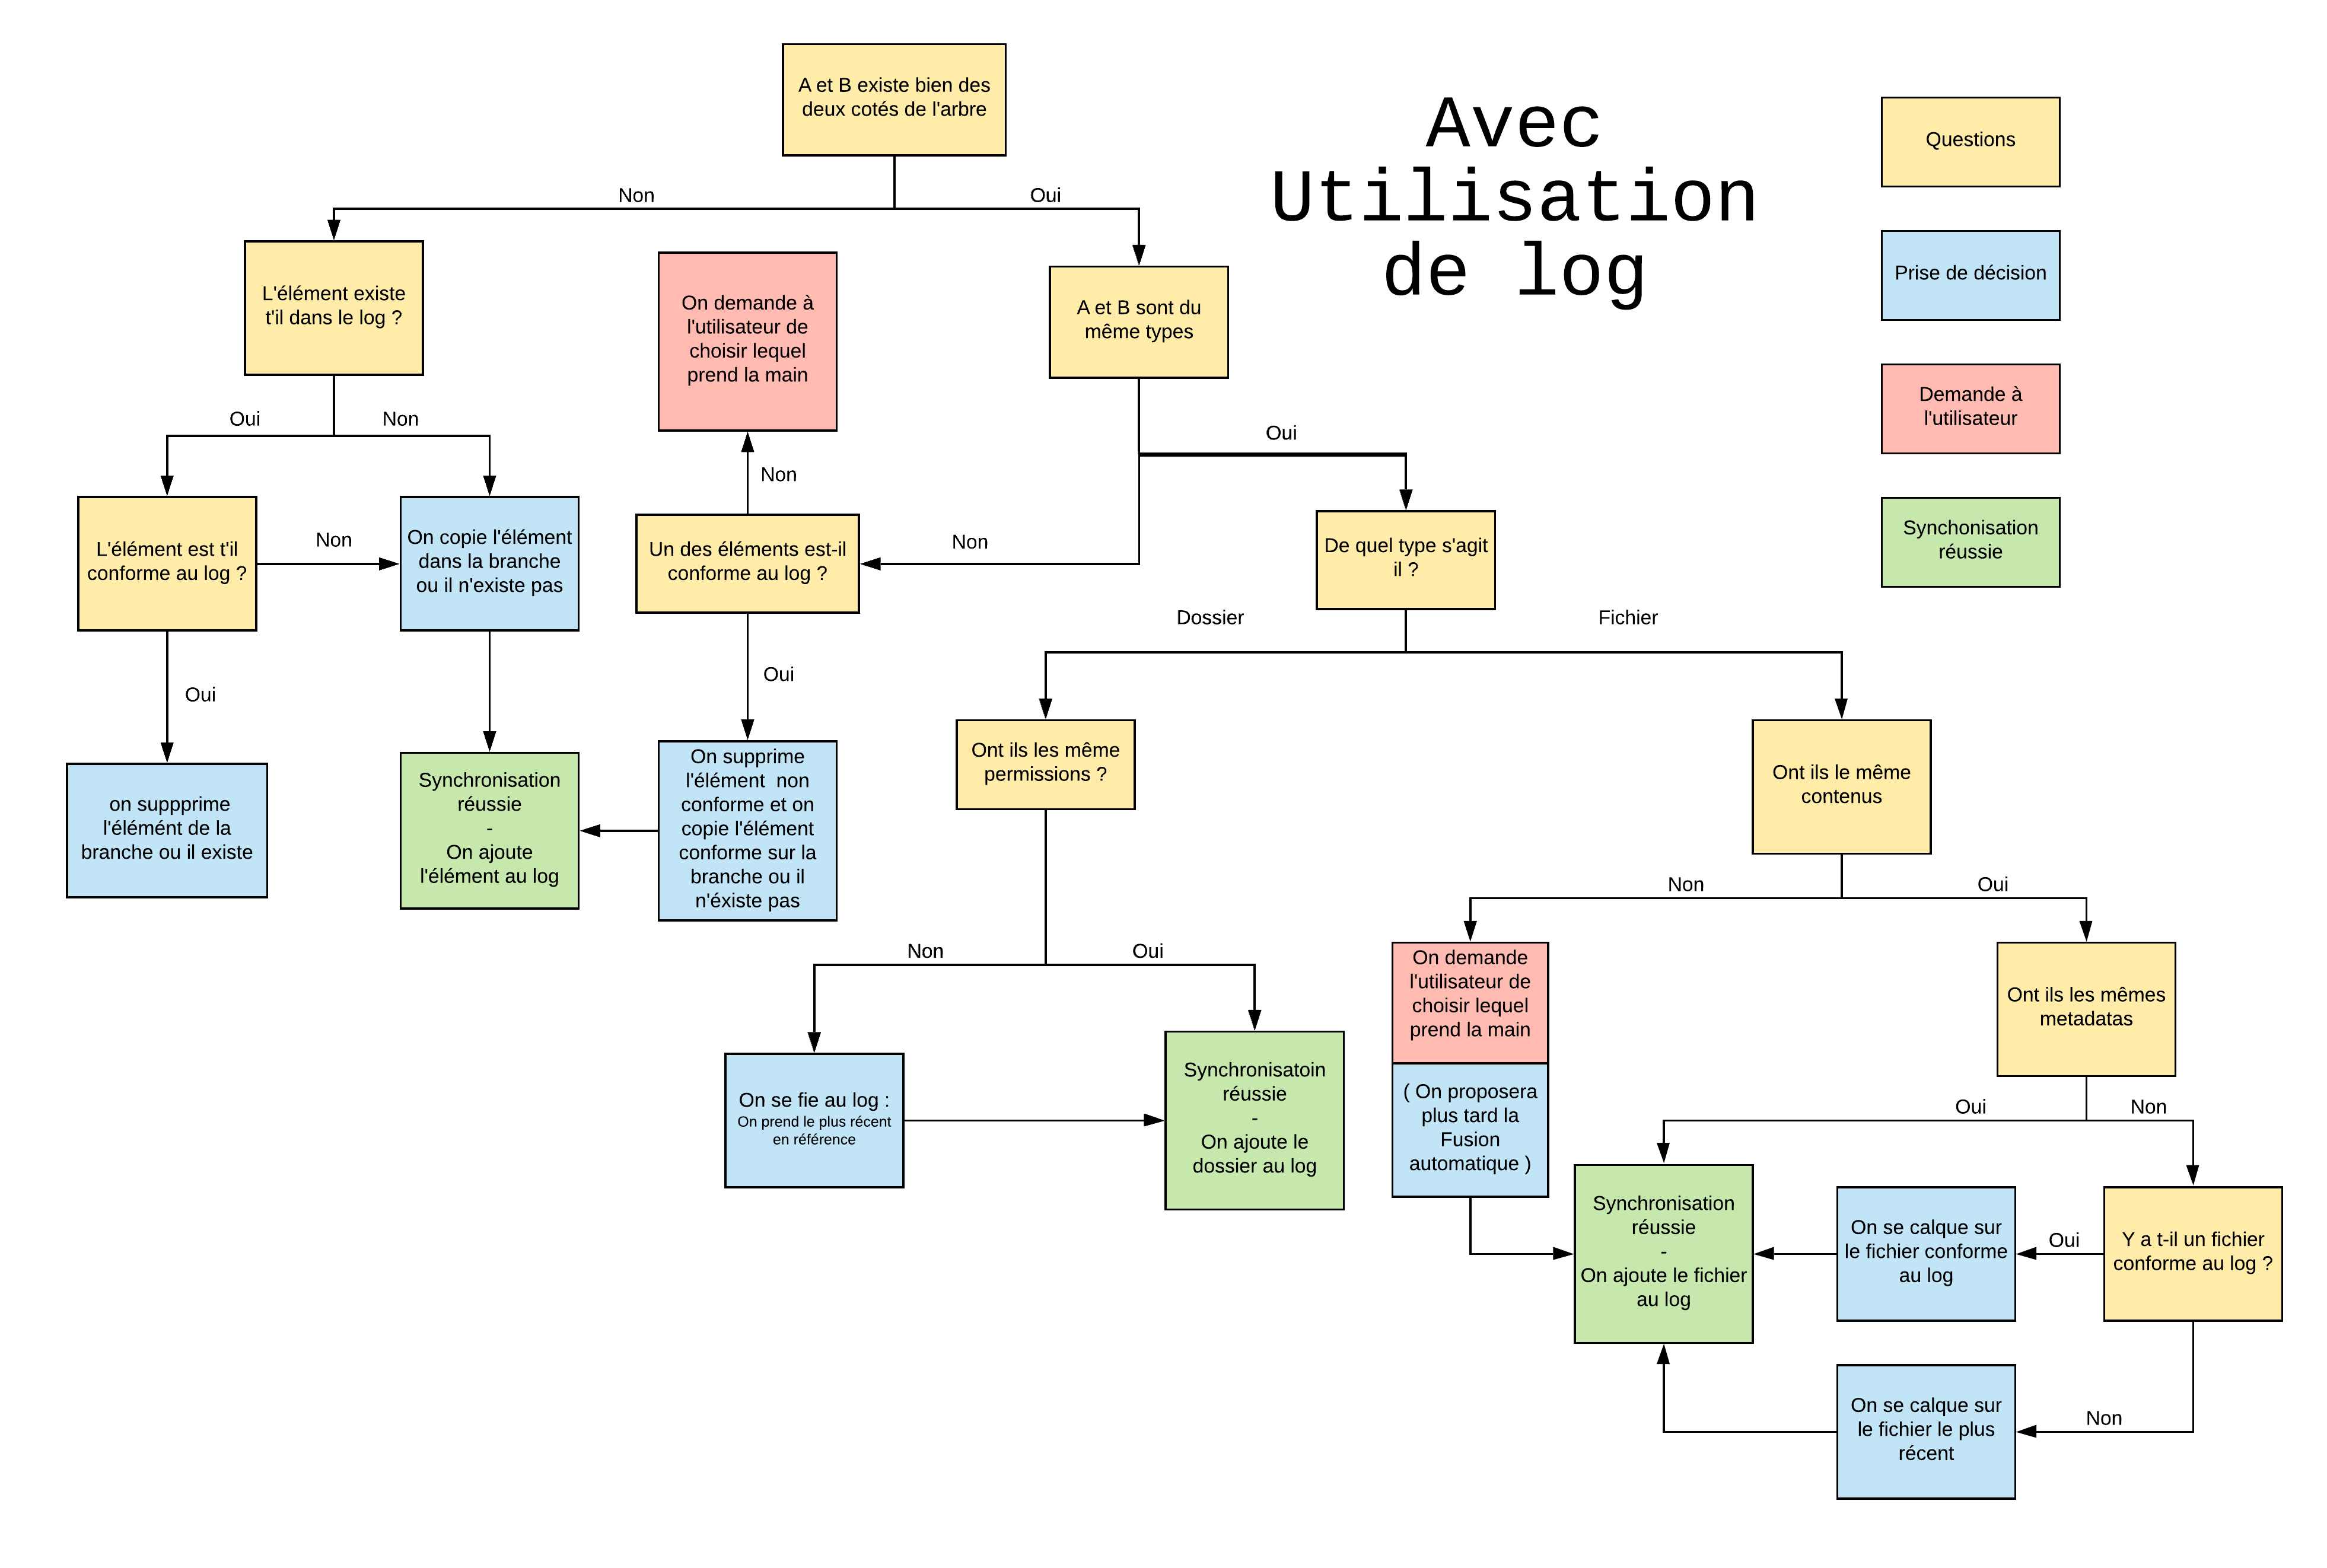 A et B existe bien des
deux cotés de l'arbre
Avec
Utilisation
de log
Questions
Prise de décision
Demande à
l'utilisateur
Synchonisation
réussie
Non
Oui
L'élément existe
t'il dans le log ?
On demande à
l'utilisateur de
choisir lequel
prend la main
A et B sont du
même types
Oui
Non
Non
Oui
L'élément est t'il
conforme au log ?
Non
On copie l'élément
dans la branche
ou il n'existe pas
Un des éléments est-il
conforme au log ?
Non
De quel type s'agit
il ?
Oui
Oui
Dossier
Fichier
on suppprime
l'élémént de la
branche ou il existe
Synchronisation
réussie
-
On ajoute
l'élément au log
On supprime
l'élément  non
conforme et on
copie l'élément
conforme sur la
branche ou il
n'éxiste pas
Ont ils les même
permissions ?
Ont ils le même
contenus
Non
Oui
Non
Oui
On se fie au log :
On prend le plus récent
en référence
Synchronisatoin
réussie
-
On ajoute le
dossier au log
On demande
l'utilisateur de
choisir lequel
prend la main
( On proposera
plus tard la
Fusion
automatique )
Ont ils les mêmes
metadatas
Oui
Non
Synchronisation
réussie
-
On ajoute le fichier
au log
On se calque sur
le fichier conforme
au log
Oui
Y a t-il un fichier
conforme au log ?
On se calque sur
le fichier le plus
récent
Non